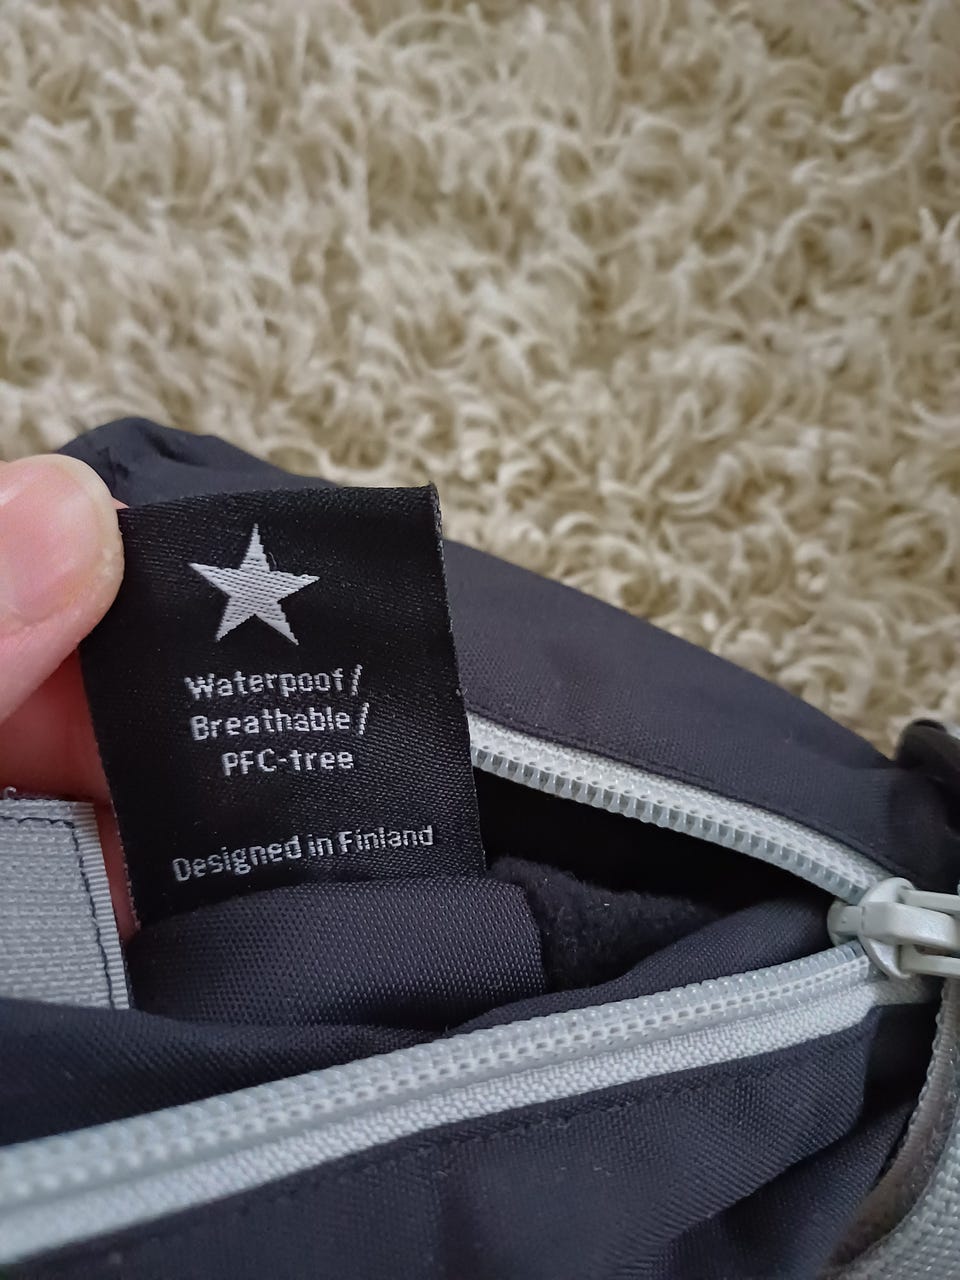 Waterpoof/
Breathable/
PFC-tree
Designed in Finland